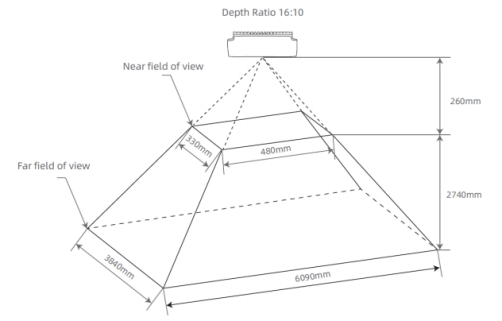 Depth Ratio 16:10
Near field of view
260mm
330mm
480mm
Far field of view
2740mm
3840mm
6090mm